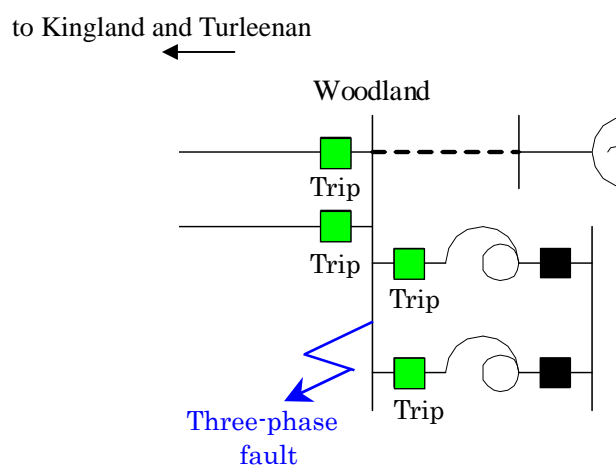 to Kingland and Turleenan
Woodland
Trip
Trip
Trip
Trip
Three-phase
fault